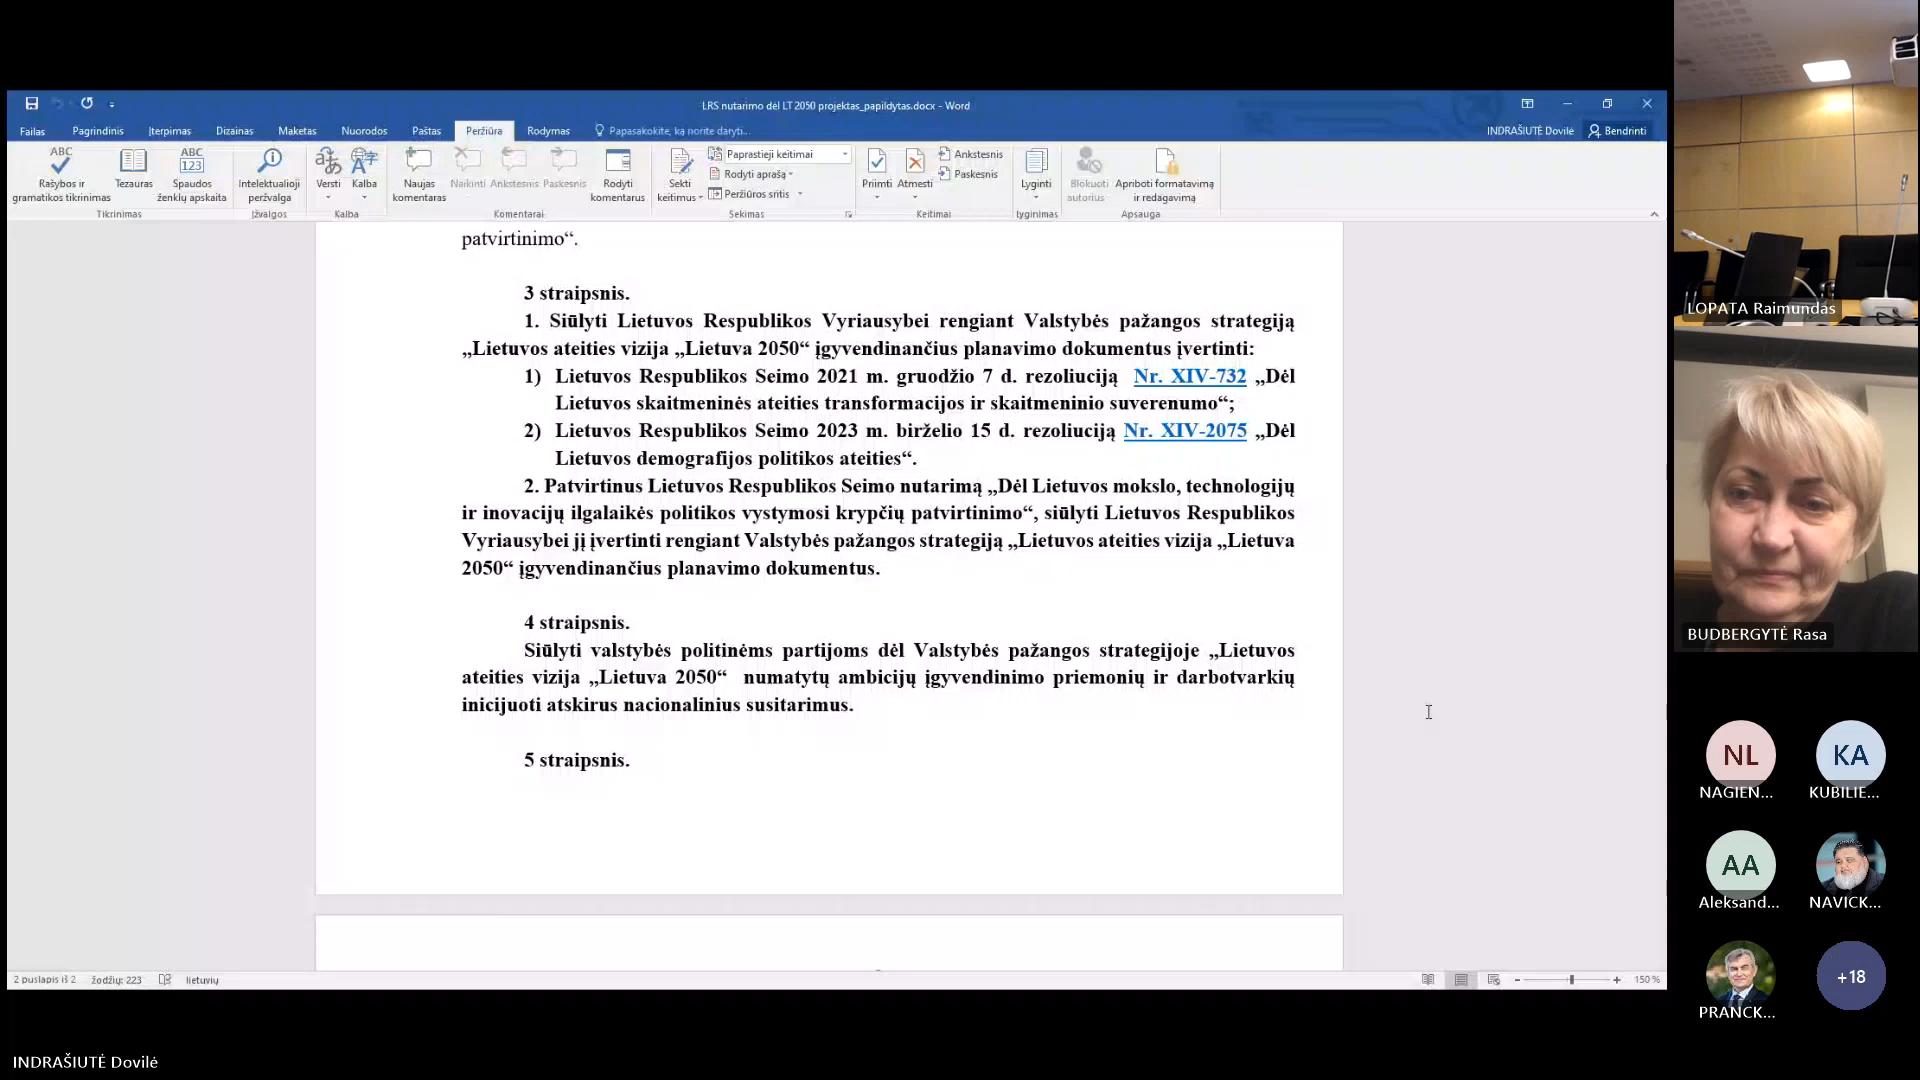 LRS nutarimo dėl LT 2050 projektas_papildytas.docx - Word
Failas Pagrindinis Įterpimas Dizainas Maketas Nuorodos Paštas Peržiūra Rodymas Papasakokite, ką norite daryti... INDRAŠIUTĖ Dovilė Bendrinti
Rašybos ir gramatikos tikrinimas
Tezauras
Spaudos ženklų apskaita
Tikrinimas
Intelektualioji peržvalga
Įžvalgos
Versti
Kalba
Kalba
Naujas komentaras
Naikinti
Ankstesnis
Paskesnis
Rodyti komentarus
Komentarai
Sekti keitimus
Paprastieji keitimai
Rodyti aprašą
Peržiūros sritis
Sekimas
Priimti
Atmesti
Ankstesnis
Paskesnis
Keitimai
Lyginti
Lyginimas
Blokuoti autorius
Apriboti formatavimą ir redagavimą
Apsauga
patvirtinimo“.
3 straipsnis.
1. Siūlyti Lietuvos Respublikos Vyriausybei rengiant Valstybės pažangos strategiją
„Lietuvos ateities vizija „Lietuva 2050“ įgyvendinančius planavimo dokumentus įvertinti:
1) Lietuvos Respublikos Seimo 2021 m. gruodžio 7 d. rezoliuciją Nr. XIV-732 „Dėl
Lietuvos skaitmeninės ateities transformacijos ir skaitmeninio suverenumo“;
2) Lietuvos Respublikos Seimo 2023 m. birželio 15 d. rezoliuciją Nr. XIV-2075 „Dėl
Lietuvos demografijos politikos ateities“.
2. Patvirtinus Lietuvos Respublikos Seimo nutarimą „Dėl Lietuvos mokslo, technologijų
ir inovacijų ilgalaikės politikos vystymosi krypčių patvirtinimo“, siūlyti Lietuvos Respublikos
Vyriausybei jį įvertinti rengiant Valstybės pažangos strategiją „Lietuvos ateities vizija „Lietuva
2050“ įgyvendinančius planavimo dokumentus.
4 straipsnis.
Siūlyti valstybės politinėms partijoms dėl Valstybės pažangos strategijoje „Lietuvos
ateities vizija „Lietuva 2050“ numatytų ambicijų įgyvendinimo priemonių ir darbotvarkių
inicijuoti atskirus nacionalinius susitarimus.
5 straipsnis.
2 puslapis iš 2 žodžių: 223 lietuvių 150 %
LOPATA Raimundas
BUDBERGYTĖ Rasa
NL
NAGIEN...
KA
KUBILIE...
AA
Aleksand...
NAVICK...
PRANCK...
+18
INDRAŠIUTĖ Dovilė